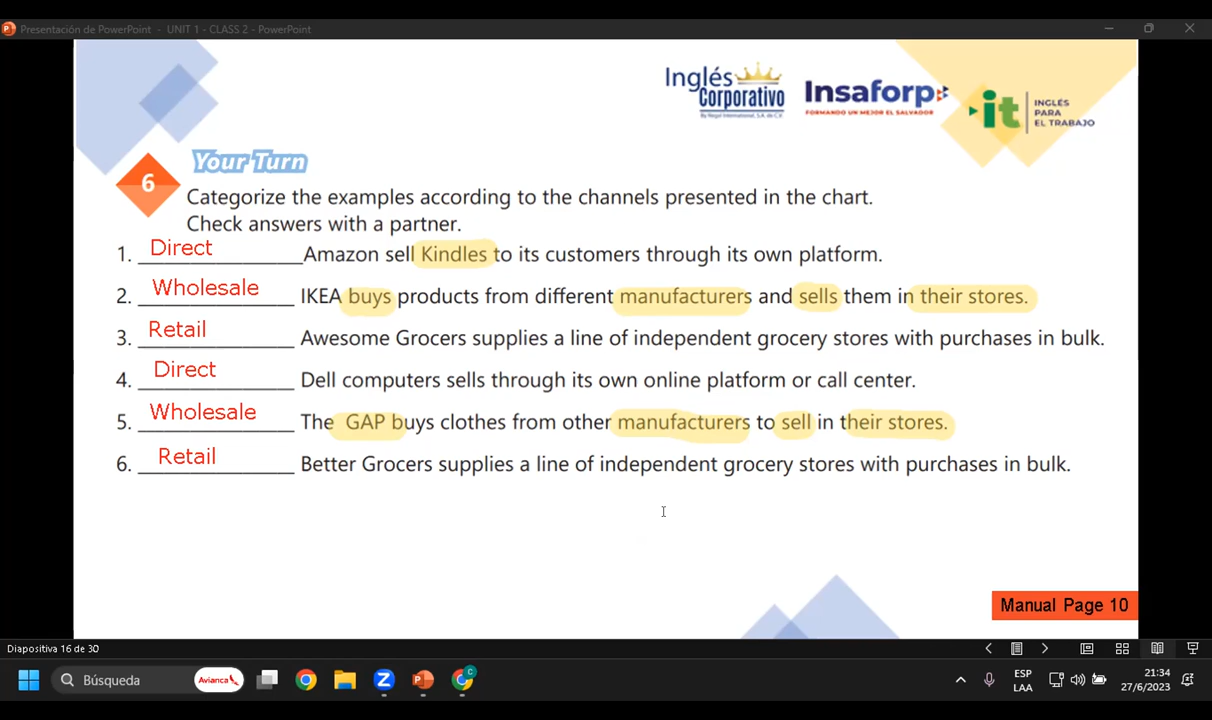 Presentación de PowerPoint - UNIT 1 - CLASS 2 - PowerPoint
Inglés
Corporativo
By Regal International, S.A. de C.V.
Insaforp
FORMANDO UN MEJOR EL SALVADOR
it
INGLÉS
PARA
EL TRABAJO
6
Your Turn
Categorize the examples according to the channels presented in the chart.
Check answers with a partner.
1. Direct Amazon sell Kindles to its customers through its own platform.
2. Wholesale IKEA buys products from different manufacturers and sells them in their stores.
3. Retail Awesome Grocers supplies a line of independent grocery stores with purchases in bulk.
4. Direct Dell computers sells through its own online platform or call center.
5. Wholesale The GAP buys clothes from other manufacturers to sell in their stores.
6. Retail Better Grocers supplies a line of independent grocery stores with purchases in bulk.
Manual Page 10
Diapositiva 16 de 30
Búsqueda
Avianca
ESP
LAA
21:34
27/6/2023